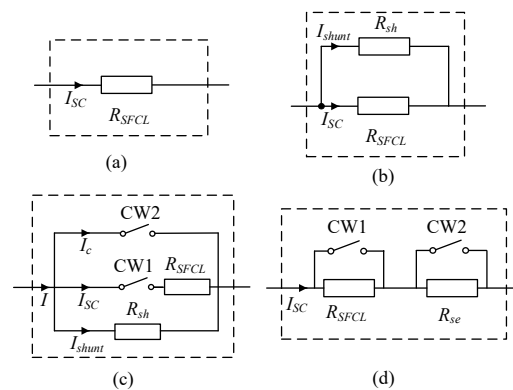 I_SC
R_SFCL
(a)
I_shunt
R_sh
I_SC
R_SFCL
(b)
CW2
I_c
CW1
R_SFCL
I
I_SC
R_sh
I_shunt
(c)
CW1
CW2
I_SC
R_SFCL
R_se
(d)